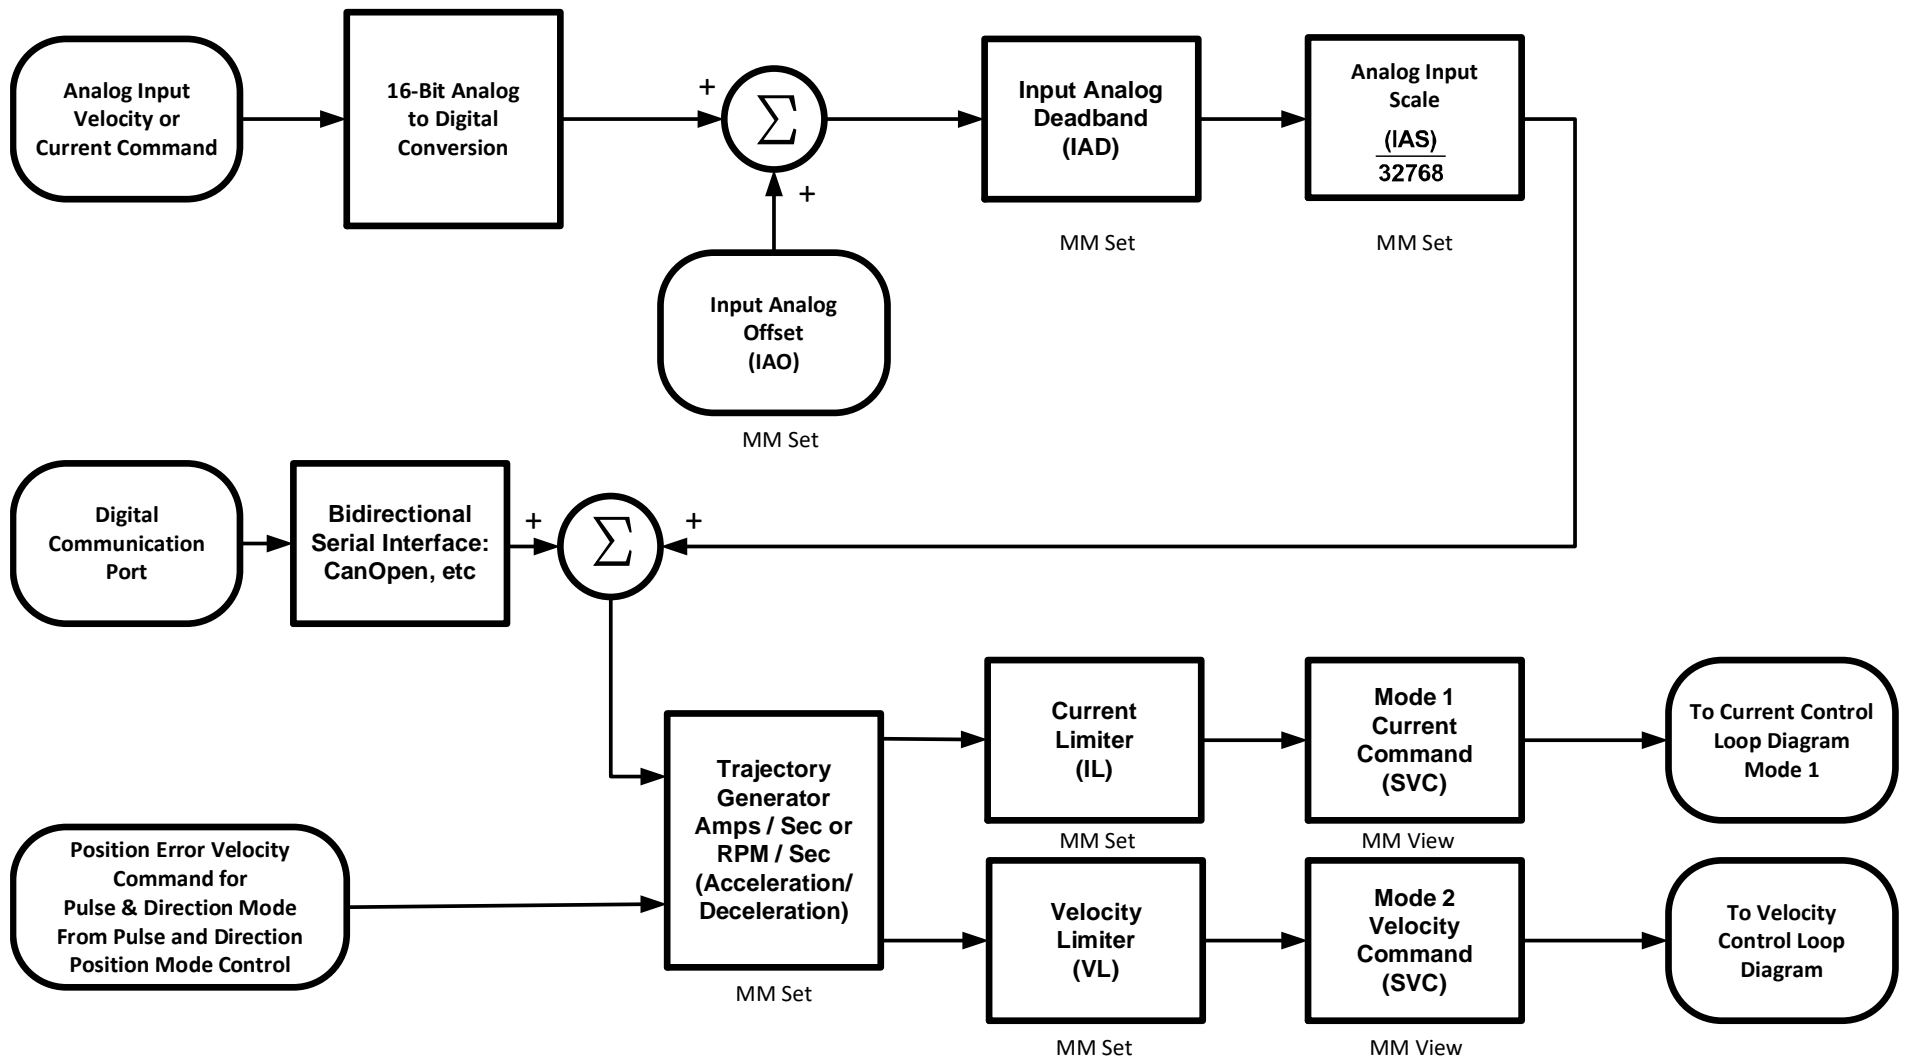 Analog Input
Velocity or
Current Command
16-Bit Analog
to Digital
Conversion
+
∑
+
Input Analog
Offset
(IAO)
MM Set
Input Analog
Deadband
(IAD)
MM Set
Analog Input
Scale
(IAS)
32768
MM Set
Digital
Communication
Port
Bidirectional
Serial Interface:
CanOpen, etc
+
∑
+
Position Error Velocity
Command for
Pulse & Direction Mode
From Pulse and Direction
Position Mode Control
Trajectory
Generator
Amps / Sec or
RPM / Sec
(Acceleration/
Deceleration)
MM Set
Current
Limiter
(IL)
MM Set
Mode 1
Current
Command
(SVC)
MM View
To Current Control
Loop Diagram
Mode 1
Velocity
Limiter
(VL)
MM Set
Mode 2
Velocity
Command
(SVC)
MM View
To Velocity
Control Loop
Diagram